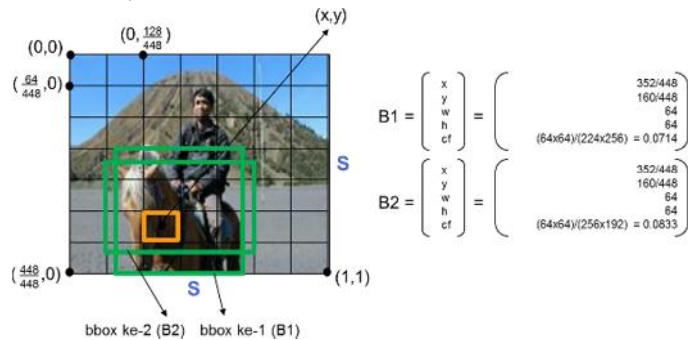 (x,y)
(0,0)
(0, 128/448)
(64/448,0)
S
(448/448,0)
(1,1)
S
bbox ke-2 (B2) bbox ke-1 (B1)
B1 =
x
y
w
h
cf
=
352/448
160/448
64
64
(64x64)/(224x256) = 0.0714
B2 =
x
y
w
h
cf
=
352/448
160/448
64
64
(64x64)/(256x192) = 0.0833